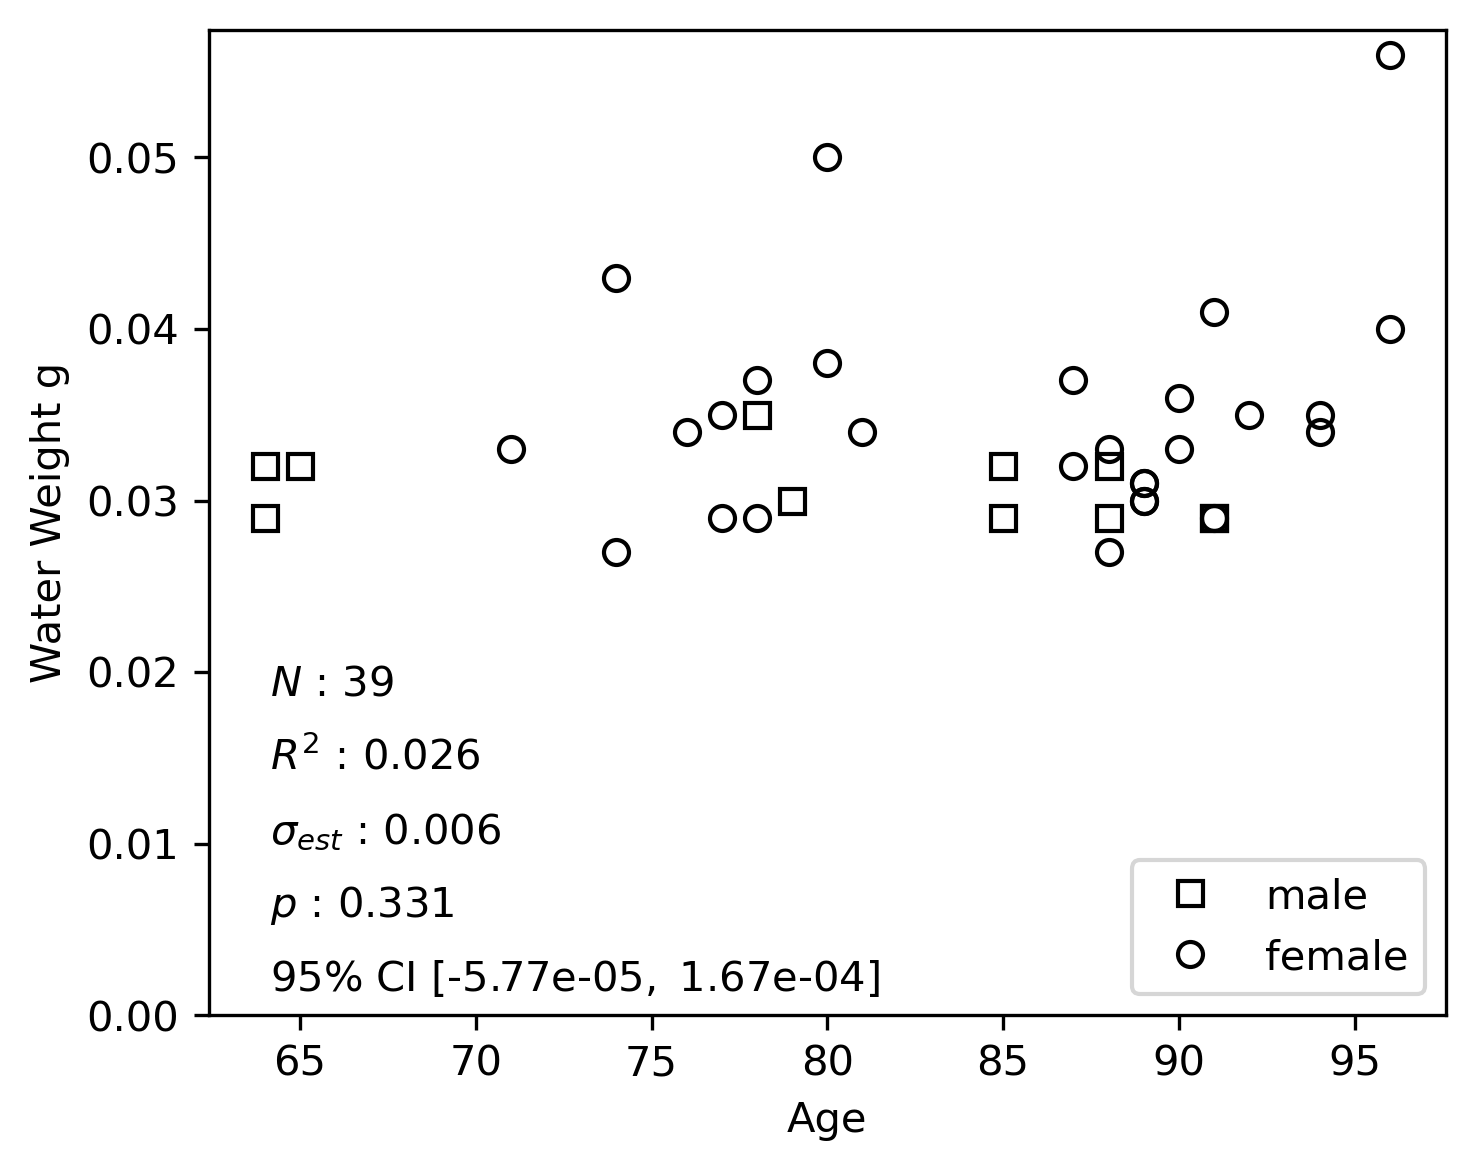 Water Weight g
0.05
0.04
0.03
0.02
0.01
0.00
N : 39
R² : 0.026
σest : 0.006
p : 0.331
95% CI [-5.77e-05, 1.67e-04]
male
female
65 70 75 80 85 90 95
Age